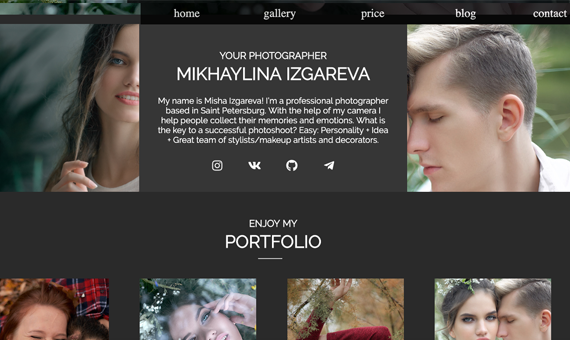 home gallery price blog contact
YOUR PHOTOGRAPHER
MIKHAYLINA IZGAREVA
My name is Misha Izgareva! I'm a professional photographer
based in Saint Petersburg. With the help of my camera I
help people collect their memories and emotions. What is
the key to a successful photoshoot? Easy: Personality + Idea
+ Great team of stylists/makeup artists and decorators.
ENJOY MY
PORTFOLIO